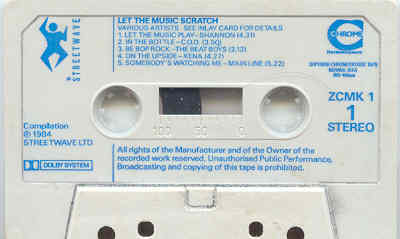 LET THE MUSIC SCRATCH
VARIOUS ARTISTS - SEE INLAY CARD FOR DETAILS
1. LET THE MUSIC PLAY-SHANNON (4.31)
2. IN THE BOTTLE-C.O.D. (3.50)
3. BE BOP ROCK-THE BEAT BOYS (3.12)
4. ON THE UPSIDE-XENA (4.27)
5. SOMEBODY'S WATCHING ME-MAIN LINE (5.22)
STREETWAVE
CHROME
ZCMK 1
1
STEREO
100 50 0
Compilation
℗ 1984
STREETWAVE LTD.
DOLBY SYSTEM
All rights of the Manufacturer and of the Owner of the
recorded work reserved. Unauthorised Public Performance,
Broadcasting and copying of this tape is prohibited.